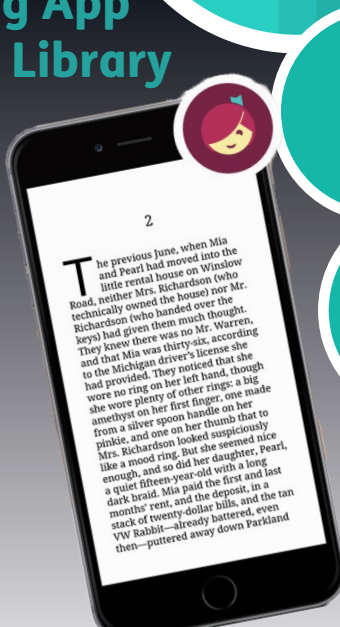 g App
Library
2
The previous June, when Mia
and Pearl had moved into the
little rental house on Winslow
Road, neither Mrs. Richardson (who
technically owned the house) nor Mr.
Richardson (who handed over the
keys) had given them much thought.
They knew there was no Mr. Warren,
and that Mia was thirty-six, according
to the Michigan driver's license she
had provided. They noticed that she
wore no ring on her left hand, though
she wore plenty of other rings: a big
amethyst on her first finger, one made
from a silver spoon handle on her
pinkie, and one on her thumb that to
Mrs. Richardson looked suspiciously
like a mood ring. But she seemed nice
enough, and so did her daughter, Pearl,
a quiet fifteen-year-old with a long
dark braid. Mia paid the first and last
months' rent, and the deposit, in a
stack of twenty-dollar bills, and the tan
VW Rabbit—already battered, even
then—puttered away down Parkland